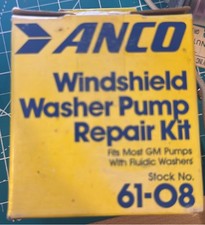 ANCO
Windshield
Washer Pump
Repair Kit
Fits Most GM Pumps
With Fluidic Washers
Stock No.
61-08